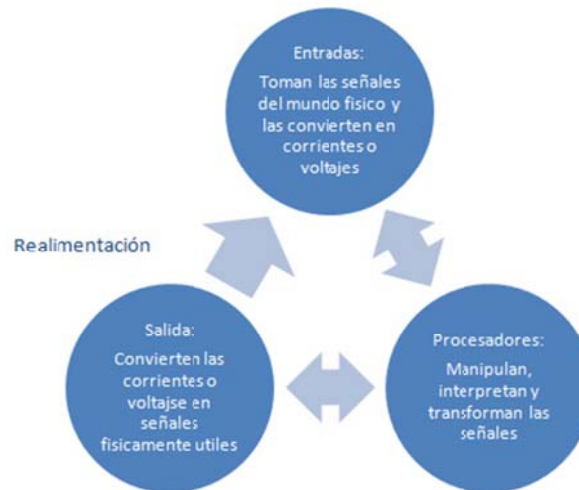 Entradas:
Toman las señales
del mundo fisico y
las convierten en
corrientes o
voltajes
Realimentación
Salida:
Convierten las
corrientes o
voltajse en
señales
fisicamente utiles
Procesadores:
Manipulan,
interpretan y
transforman las
señales